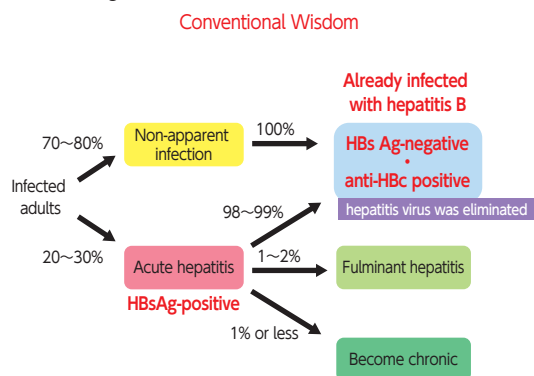 Conventional Wisdom
Already infected
with hepatitis B
70～80%
Non-apparent
infection
100%
HBs Ag-negative
•
anti-HBc positive
Infected
adults
98～99%
hepatitis virus was eliminated
20～30%
Acute hepatitis
1～2%
Fulminant hepatitis
HBsAg-positive
1% or less
Become chronic